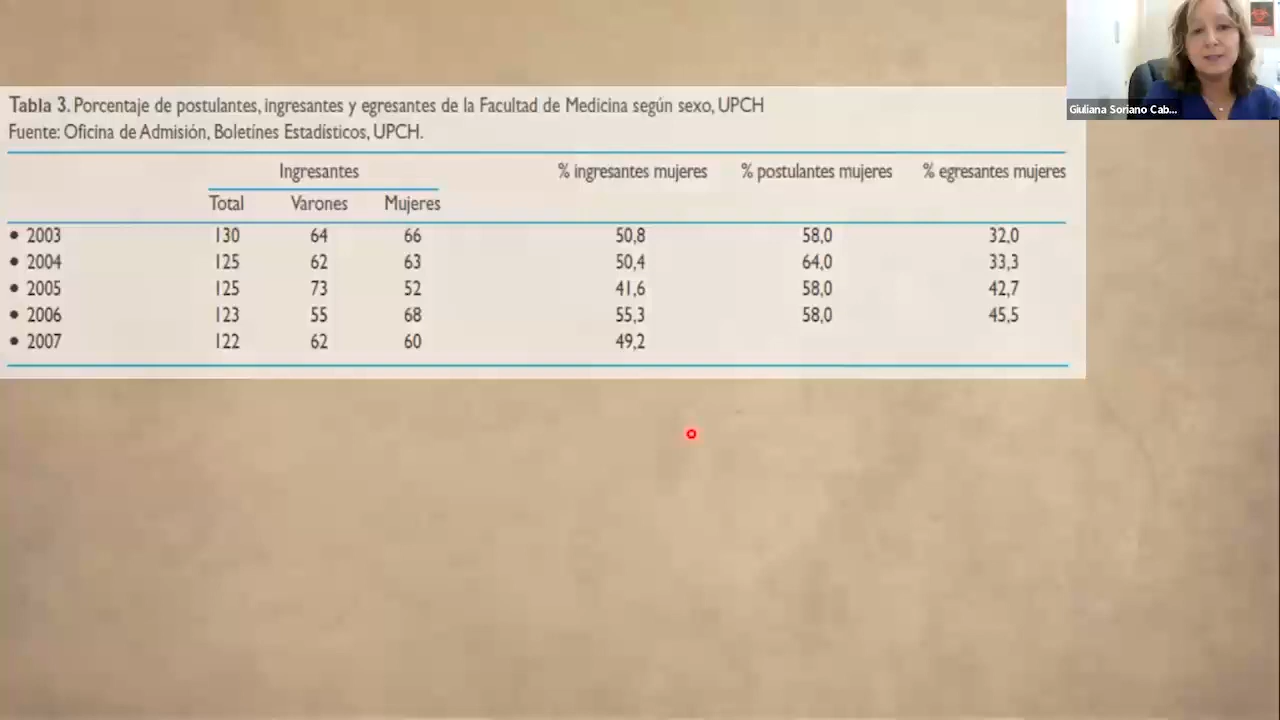 Tabla 3. Porcentaje de postulantes, ingresantes y egresantes de la Facultad de Medicina según sexo, UPCH
Fuente: Oficina de Admisión, Boletínes Estadísticos, UPCH.
Ingresantes % ingresantes mujeres % postulantes mujeres % egresantes mujeres
Total Varones Mujeres
• 2003 130 64 66 50,8 58,0 32,0
• 2004 125 62 63 50,4 64,0 33,3
• 2005 125 73 52 41,6 58,0 42,7
• 2006 123 55 68 55,3 58,0 45,5
• 2007 122 62 60 49,2
Giuliana Soriano Cab...